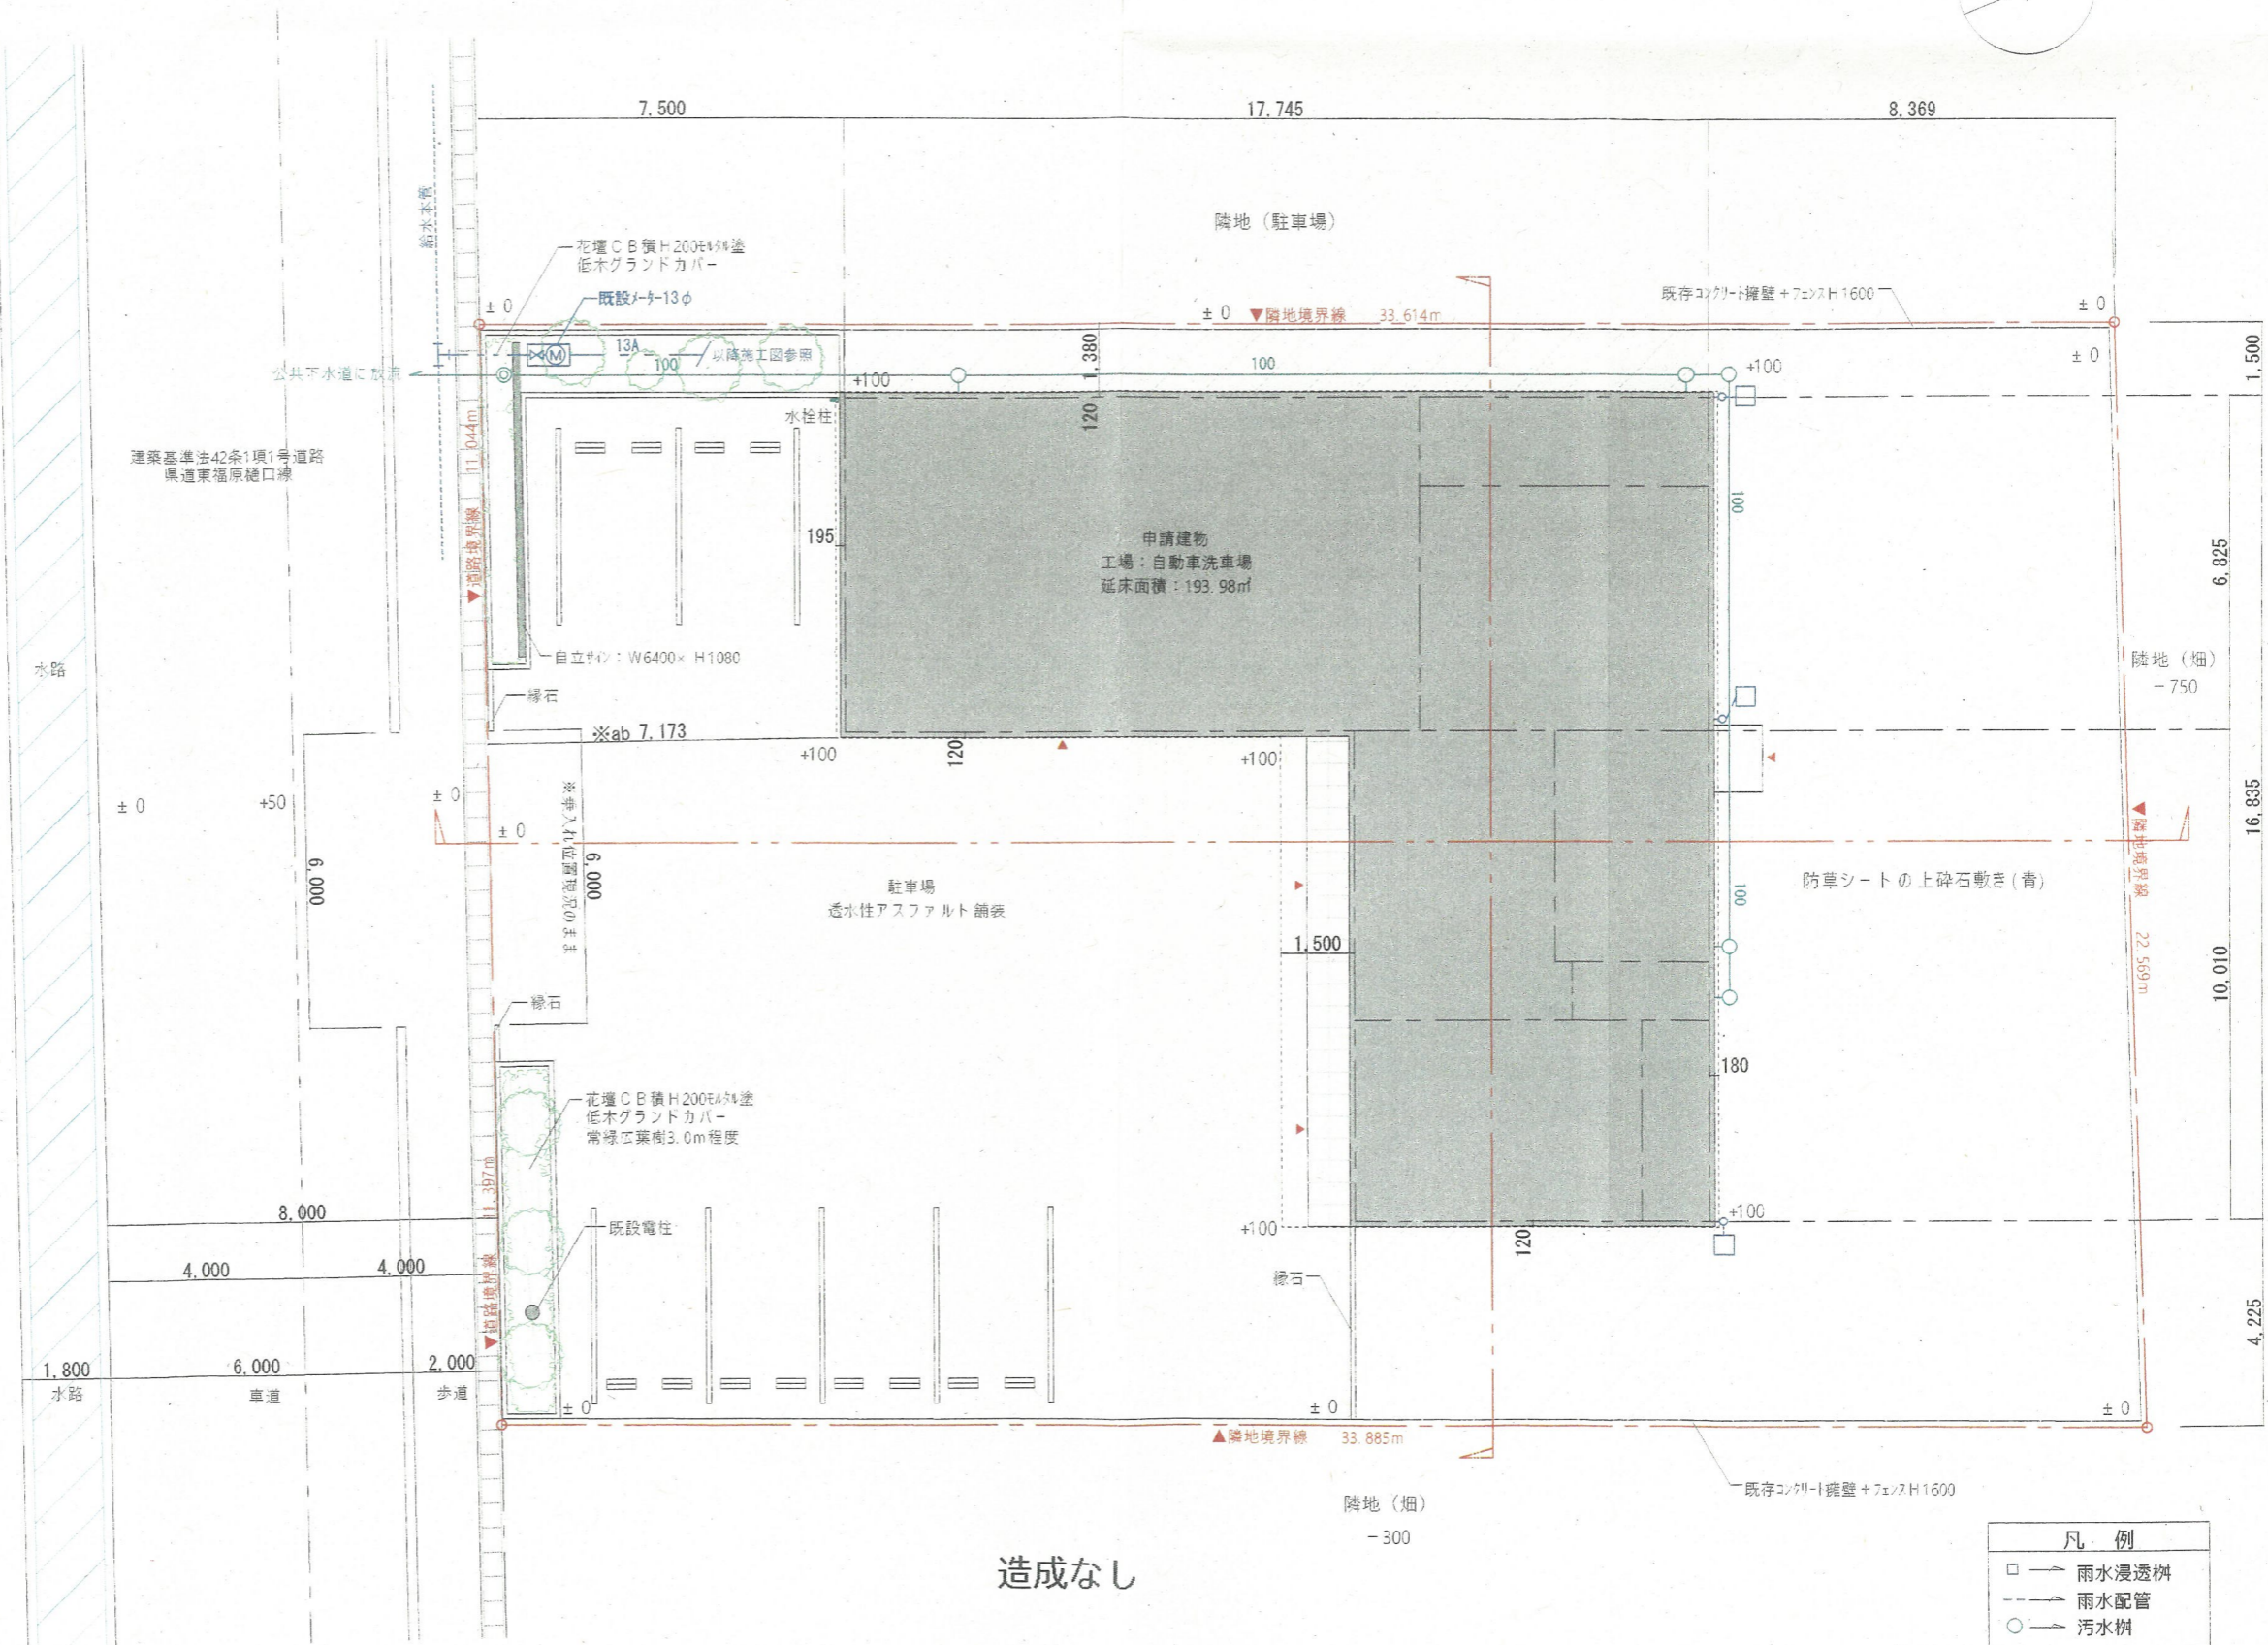 7.500
17.745
8.369
給水本管
隣地（駐車場）
花壇ＣＢ積Ｈ200ﾓﾙﾀﾙ塗
低木グランドカバー
既設ﾒｰﾀｰ13φ
±0
±0
▼隣地境界線 33.614m
既存ｺﾝｸﾘｰﾄ擁壁＋ﾌｪﾝｽH1600
±0
±0
1,500
13A
100
以降施工図参照
公共下水道に放流
M
+100
1,380
120
100
+100
水栓柱
11.044m
▼道路境界線
建築基準法42条1項1号道路
県道東福原樋口線
195
申請建物
工場：自動車洗車場
延床面積：193.98㎡
100
6,825
自立ｻｲﾝ：W6400×H1080
水路
縁石
隣地（畑）
－750
※ab 7.173
+100
120
+100
±0
+50
±0
±0
※車入れ位置現況のまま
6,000
6,000
駐車場
透水性アスファルト舗装
1,500
100
防草シートの上砕石敷き(青)
▼隣地境界線 22.569m
16,835
10,010
縁石
180
花壇ＣＢ積Ｈ200ﾓﾙﾀﾙ塗
低木グランドカバー
常緑広葉樹3.0m程度
397m
▼道路境界線
既設電柱
8,000
4,000
4,000
1,800
6,000
2,000
水路
車道
歩道
+100
+100
120
縁石
4,225
±0
±0
±0
▲隣地境界線 33.885m
既存ｺﾝｸﾘｰﾄ擁壁＋ﾌｪﾝｽH1600
隣地（畑）
－300
造成なし
凡 例
雨水浸透桝
雨水配管
汚水桝